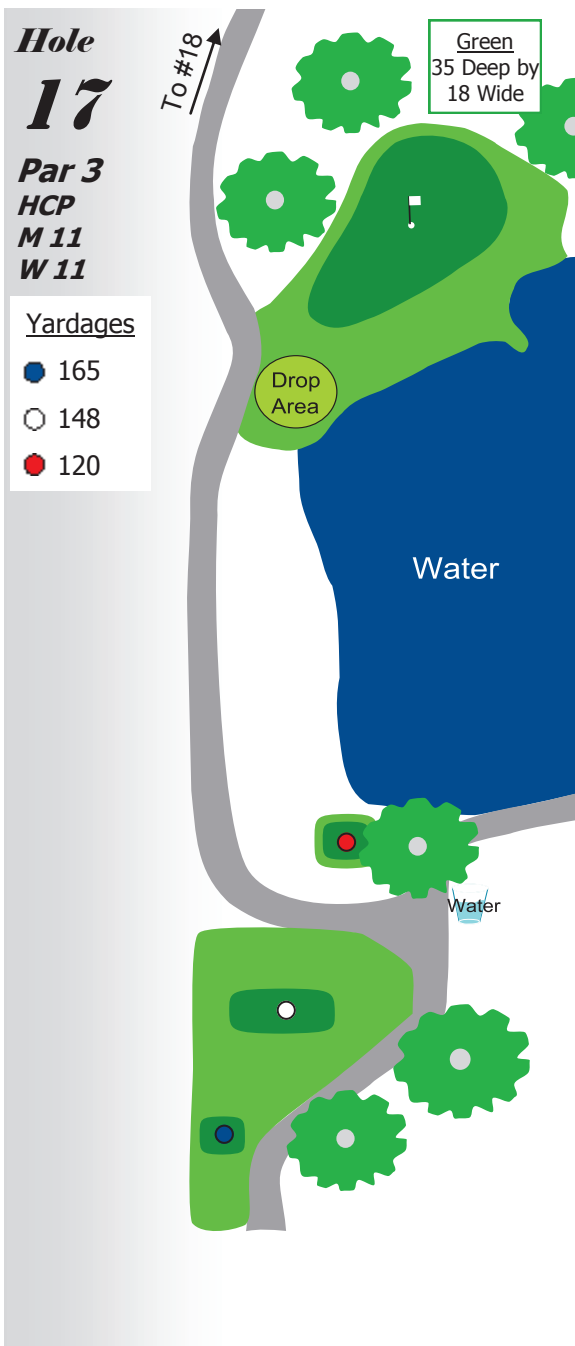 Hole
17
Par 3
HCP
M 11
W 11
To #18
Green
35 Deep by
18 Wide
Yardages
165
148
120
Drop
Area
Water
Water